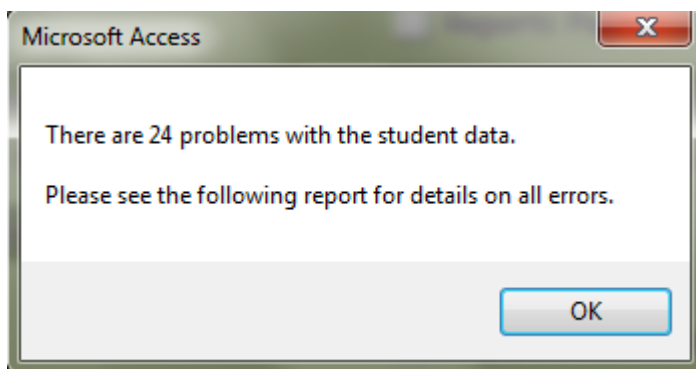 Microsoft Access
There are 24 problems with the student data.
Please see the following report for details on all errors.
OK